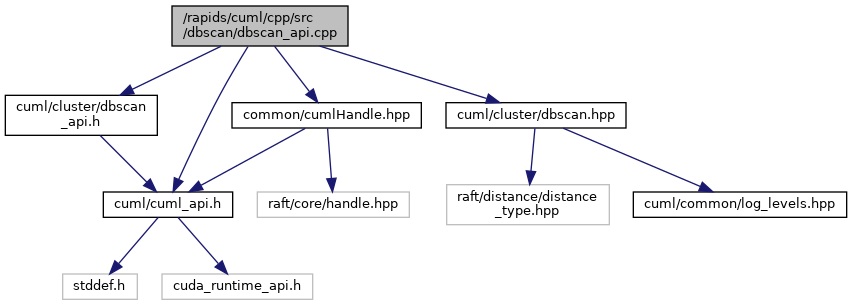 /rapids/cuml/cpp/src
/dbscan/dbscan_api.cpp
cuml/cluster/dbscan
_api.h
common/cumlHandle.hpp
cuml/cluster/dbscan.hpp
cuml/cuml_api.h
raft/core/handle.hpp
raft/distance/distance
_type.hpp
cuml/common/log_levels.hpp
stddef.h
cuda_runtime_api.h